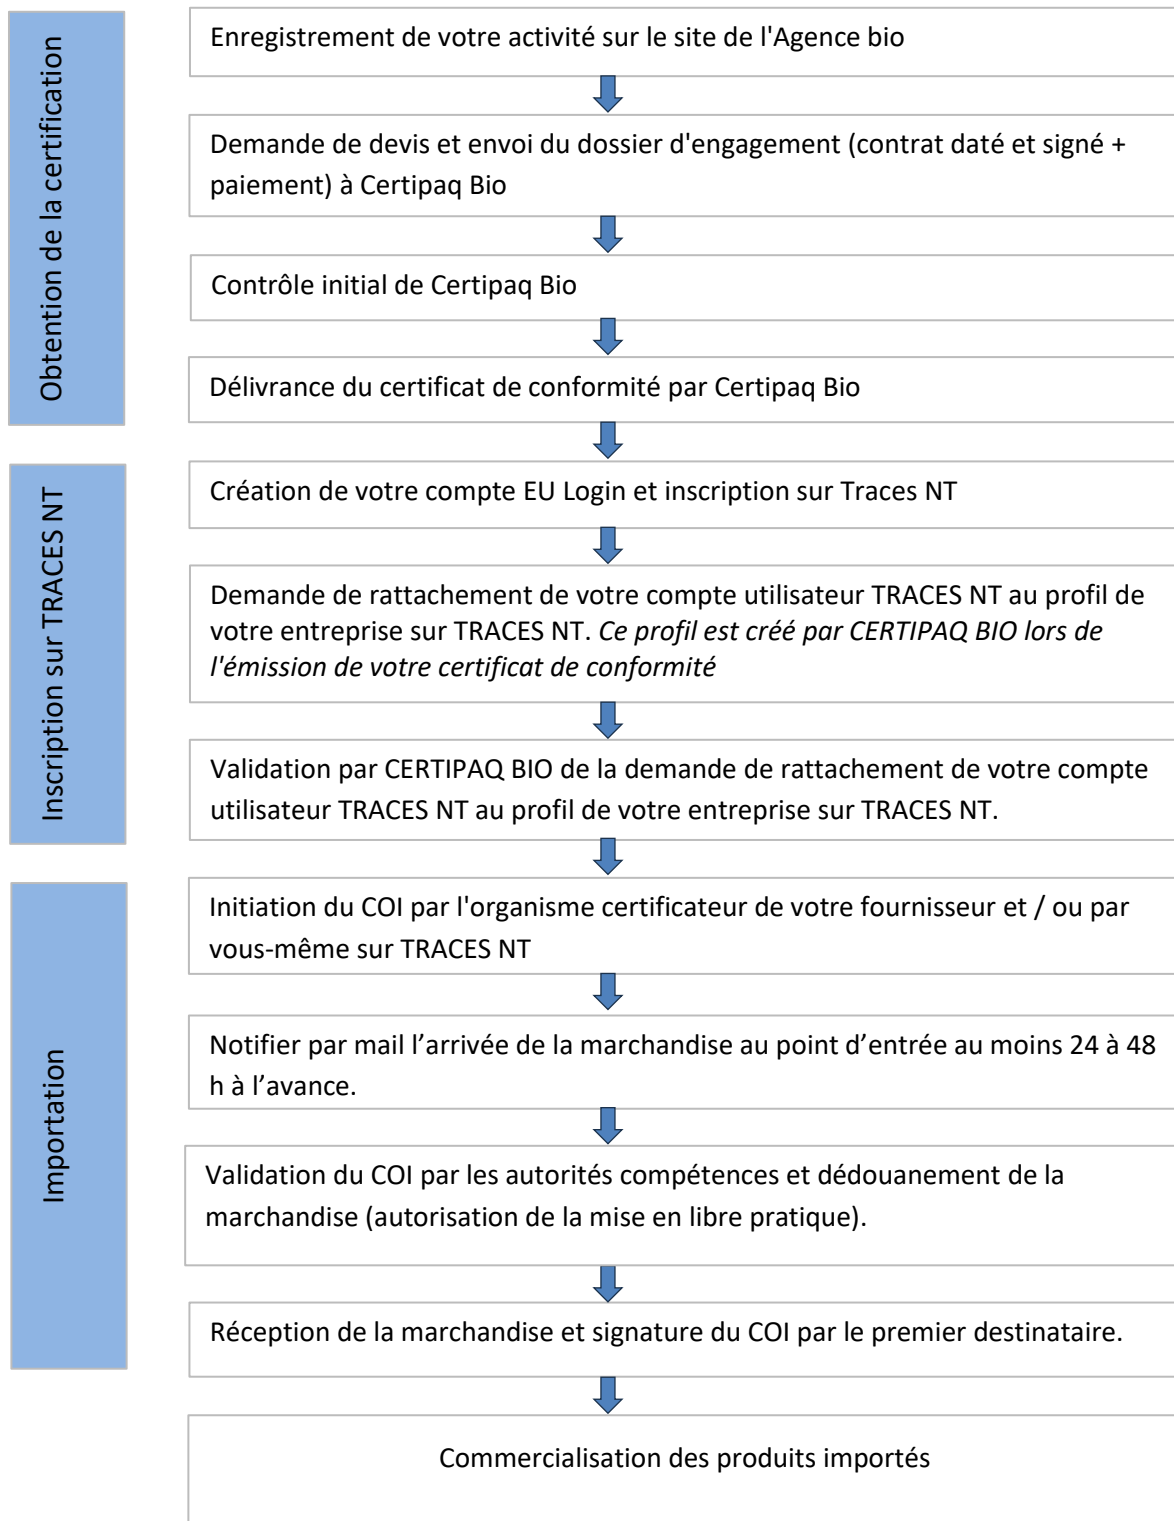 Obtention de la certification
Enregistrement de votre activité sur le site de l'Agence bio
Demande de devis et envoi du dossier d'engagement (contrat daté et signé +
paiement) à Certipaq Bio
Contrôle initial de Certipaq Bio
Délivrance du certificat de conformité par Certipaq Bio
Inscription sur TRACES NT
Création de votre compte EU Login et inscription sur Traces NT
Demande de rattachement de votre compte utilisateur TRACES NT au profil de
votre entreprise sur TRACES NT. Ce profil est créé par CERTIPAQ BIO lors de
l'émission de votre certificat de conformité
Validation par CERTIPAQ BIO de la demande de rattachement de votre compte
utilisateur TRACES NT au profil de votre entreprise sur TRACES NT.
Importation
Initiation du COI par l'organisme certificateur de votre fournisseur et / ou par
vous-même sur TRACES NT
Notifier par mail l’arrivée de la marchandise au point d’entrée au moins 24 à 48
h à l’avance.
Validation du COI par les autorités compétences et dédouanement de la
marchandise (autorisation de la mise en libre pratique).
Réception de la marchandise et signature du COI par le premier destinataire.
Commercialisation des produits importés